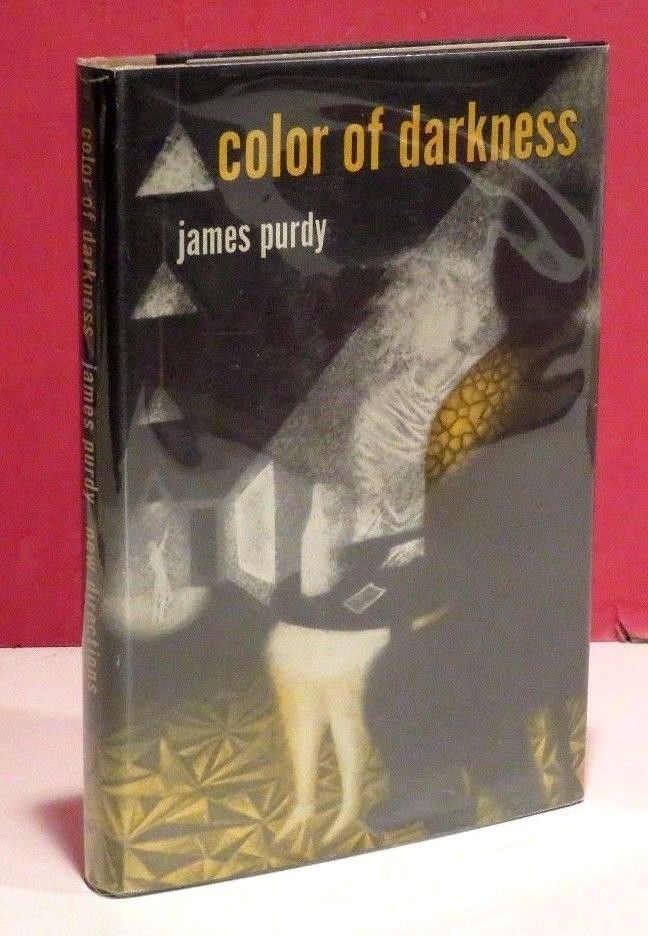 color of darkness
james purdy
color of darkness james purdy new directions